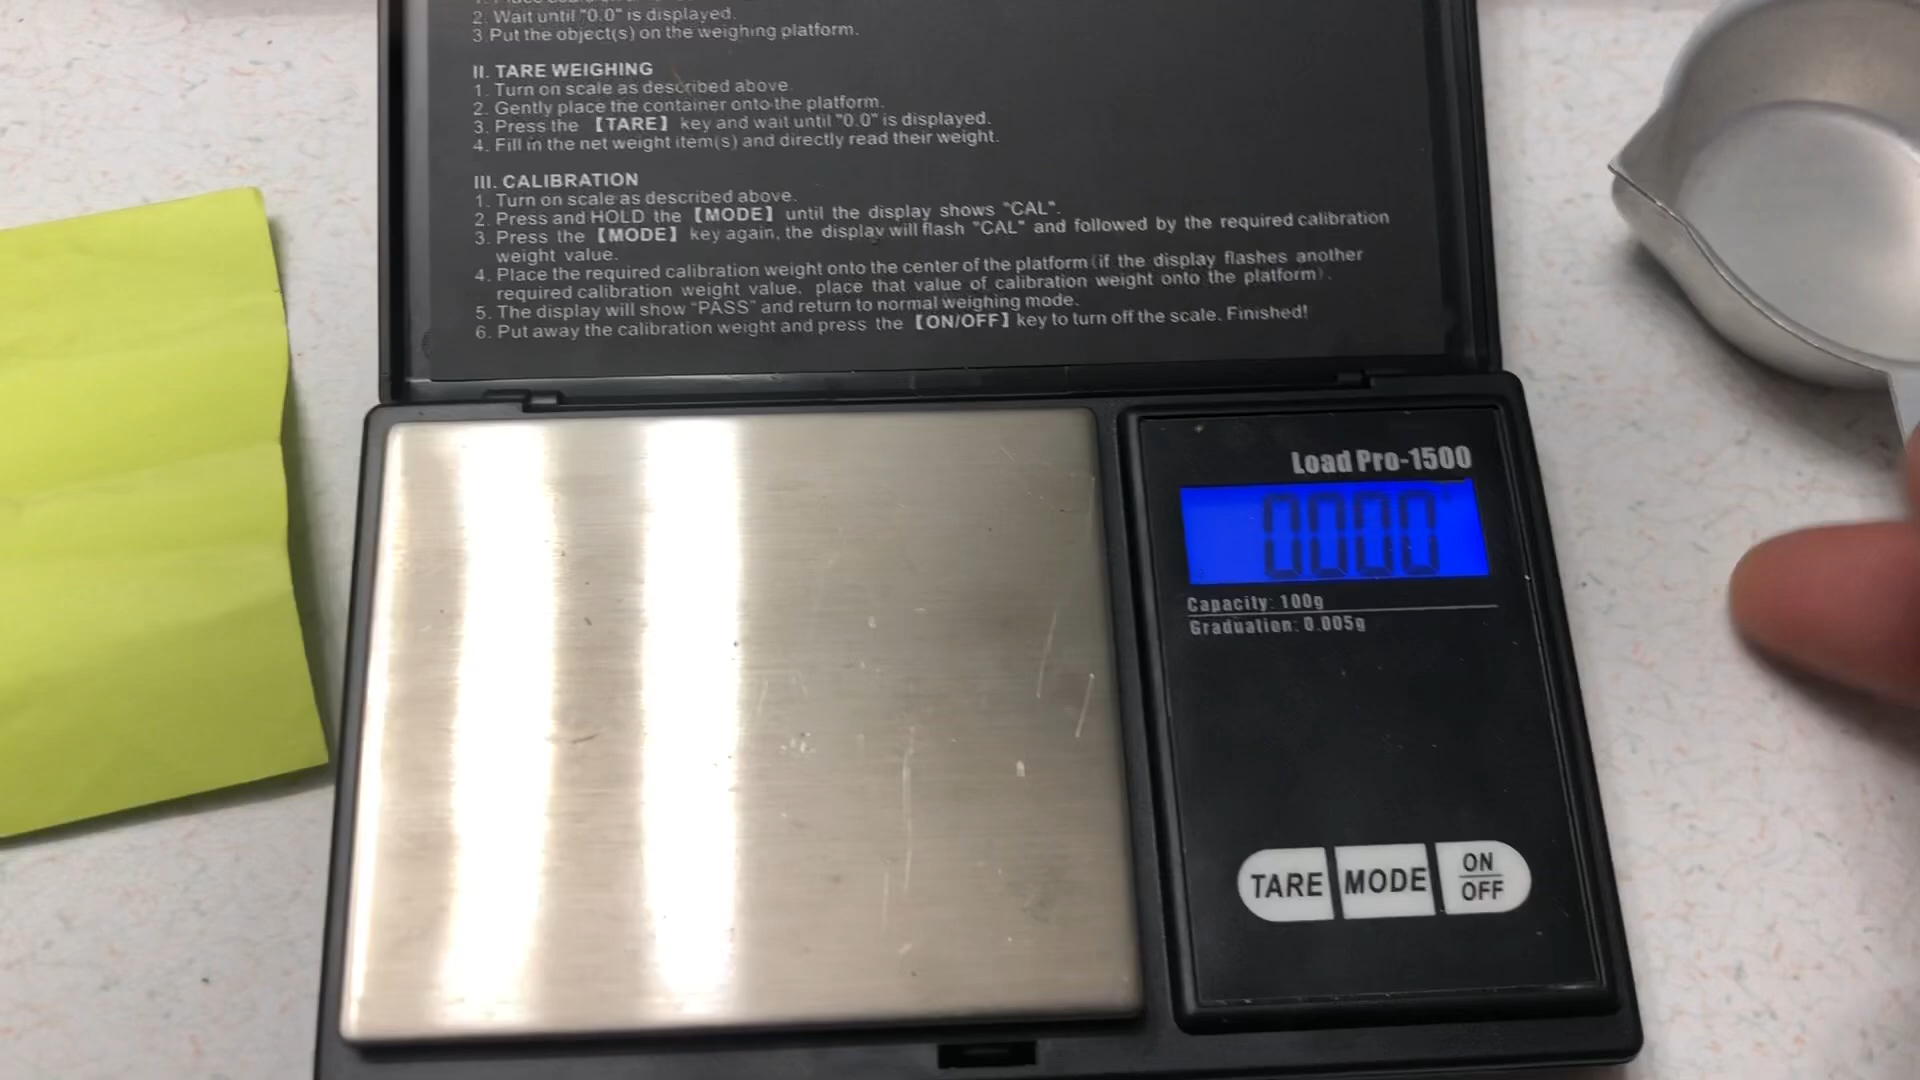 2. Wait until "0.0" is displayed.
3 Put the object(s) on the weighing platform.
II. TARE WEIGHING
1. Turn on scale as described above.
2. Gently place the container onto the platform.
3. Press the 【TARE】 key and wait until "0.0" is displayed.
4. Fill in the net weight item(s) and directly read their weight.
III. CALIBRATION
1. Turn on scale as described above.
2. Press and HOLD the 【MODE】 until the display shows "CAL".
3. Press the 【MODE】 key again, the display will flash "CAL" and followed by the required calibration
weight value.
4. Place the required calibration weight onto the center of the platform (if the display flashes another
required calibration weight value, place that value of calibration weight onto the platform).
5. The display will show "PASS" and return to normal weighing mode.
6. Put away the calibration weight and press the 【ON/OFF】 key to turn off the scale. Finished!
Load Pro-1500
0000
Capacity: 100g
Graduation: 0.005g
TARE MODE ON
OFF